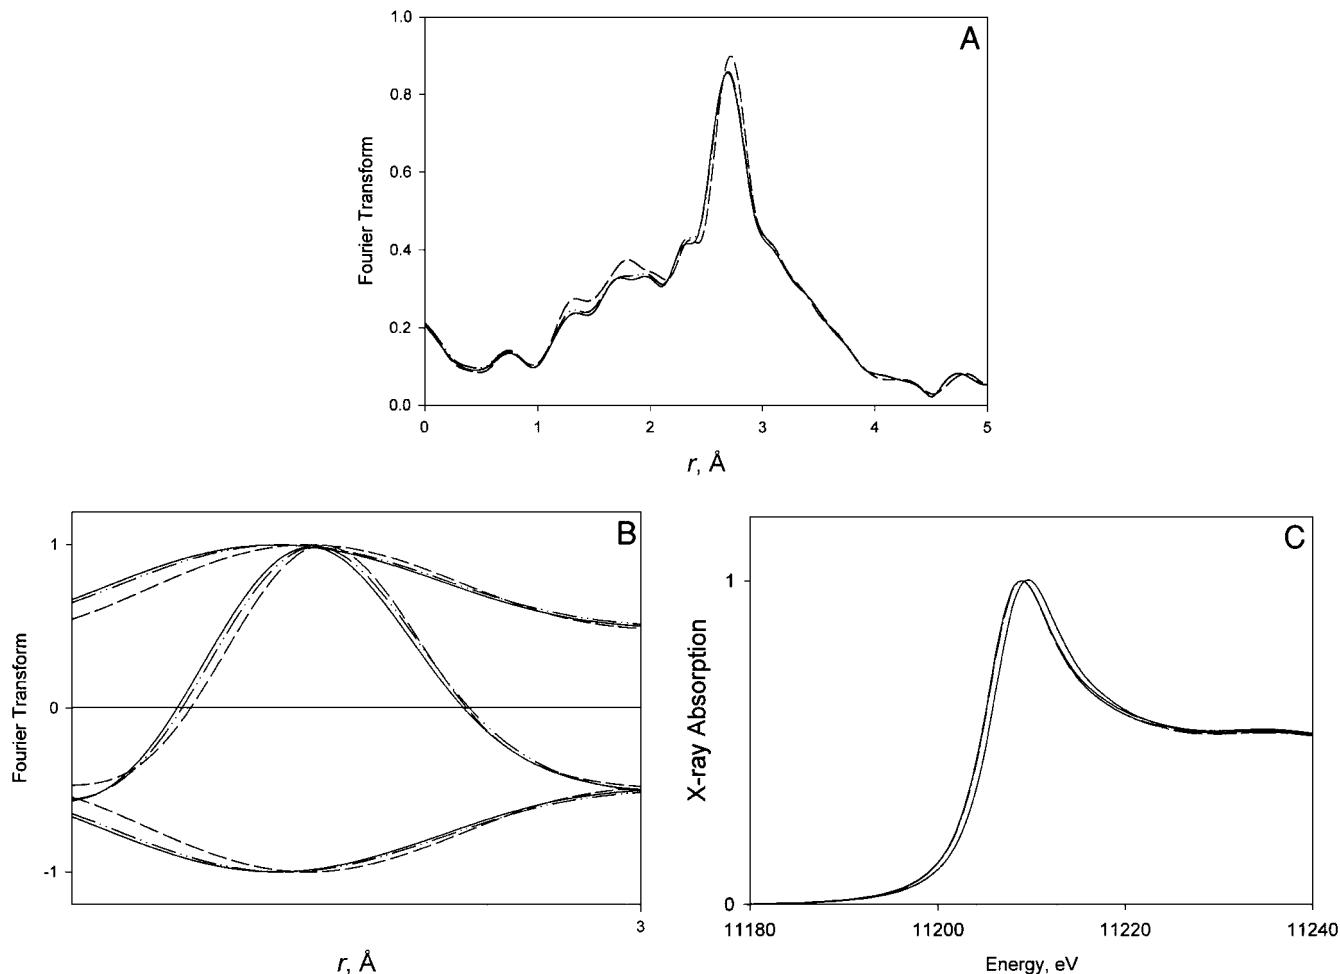 A
1.0
0.8
0.6
0.4
0.2
0.0
Fourier Transform
0 1 2 3 4 5
r, Å
B
1
0
-1
Fourier Transform
3
r, Å
C
1
0
X-ray Absorption
11180 11200 11220 11240
Energy, eV